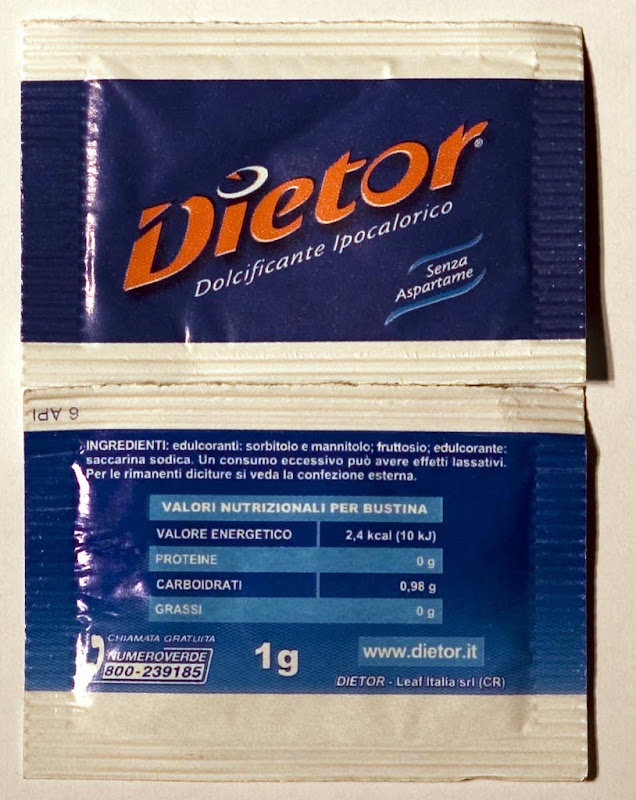 Dietor®
Dolcificante Ipocalorico
Senza
Aspartame
6 API
INGREDIENTI: edulcoranti: sorbitolo e mannitolo; fruttosio; edulcorante:
saccarina sodica. Un consumo eccessivo può avere effetti lassativi.
Per le rimanenti diciture si veda la confezione esterna.
VALORI NUTRIZIONALI PER BUSTINA
VALORE ENERGETICO 2,4 kcal (10 kJ)
PROTEINE 0 g
CARBOIDRATI 0,98 g
GRASSI 0 g
CHIAMATA GRATUITA
NUMEROVERDE
800-239185
1g
www.dietor.it
DIETOR - Leaf Italia srl (CR)